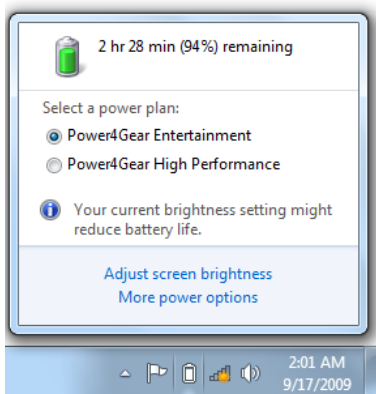 2 hr 28 min (94%) remaining
Select a power plan:
Power4Gear Entertainment
Power4Gear High Performance
Your current brightness setting might
reduce battery life.
Adjust screen brightness
More power options
2:01 AM
9/17/2009